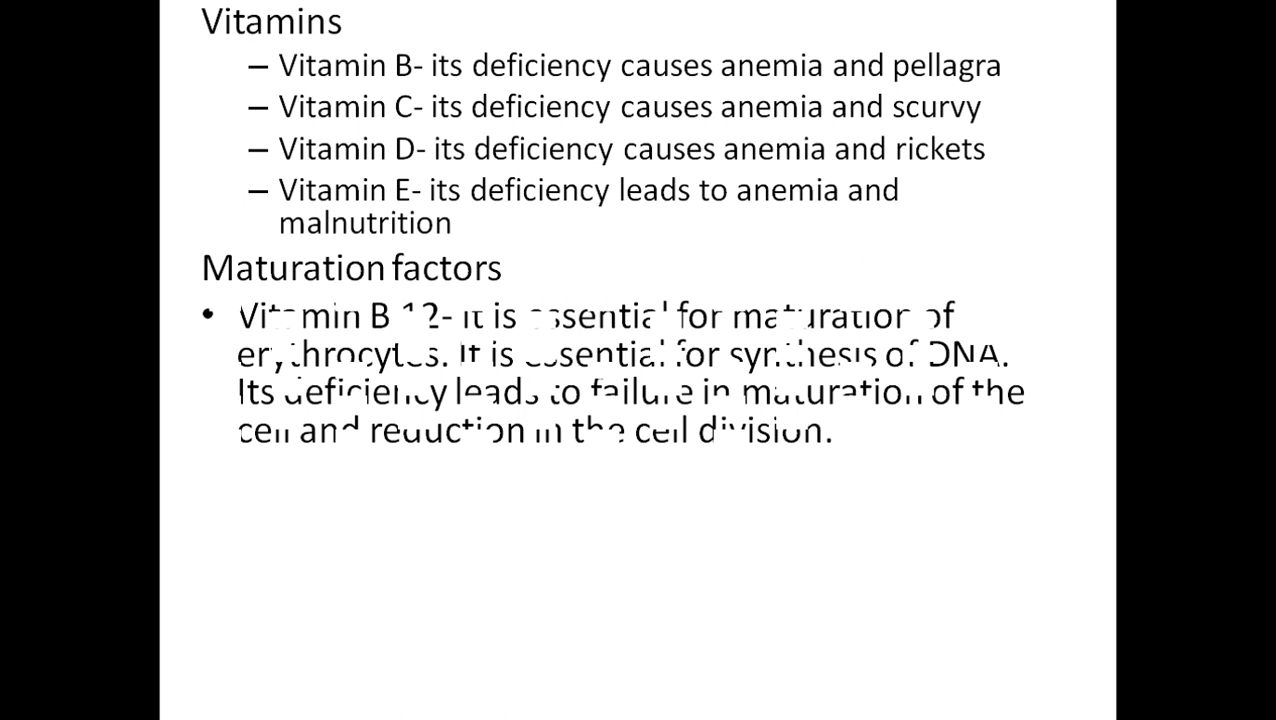 Vitamins
– Vitamin B- its deficiency causes anemia and pellagra
– Vitamin C- its deficiency causes anemia and scurvy
– Vitamin D- its deficiency causes anemia and rickets
– Vitamin E- its deficiency leads to anemia and
malnutrition
Maturation factors
• Vitamin B 12- it is essential for maturation of
erythrocytes. It is essential for synthesis of DNA.
Its deficiency leads to failure in maturation of the
cell and reduction in the cell division.